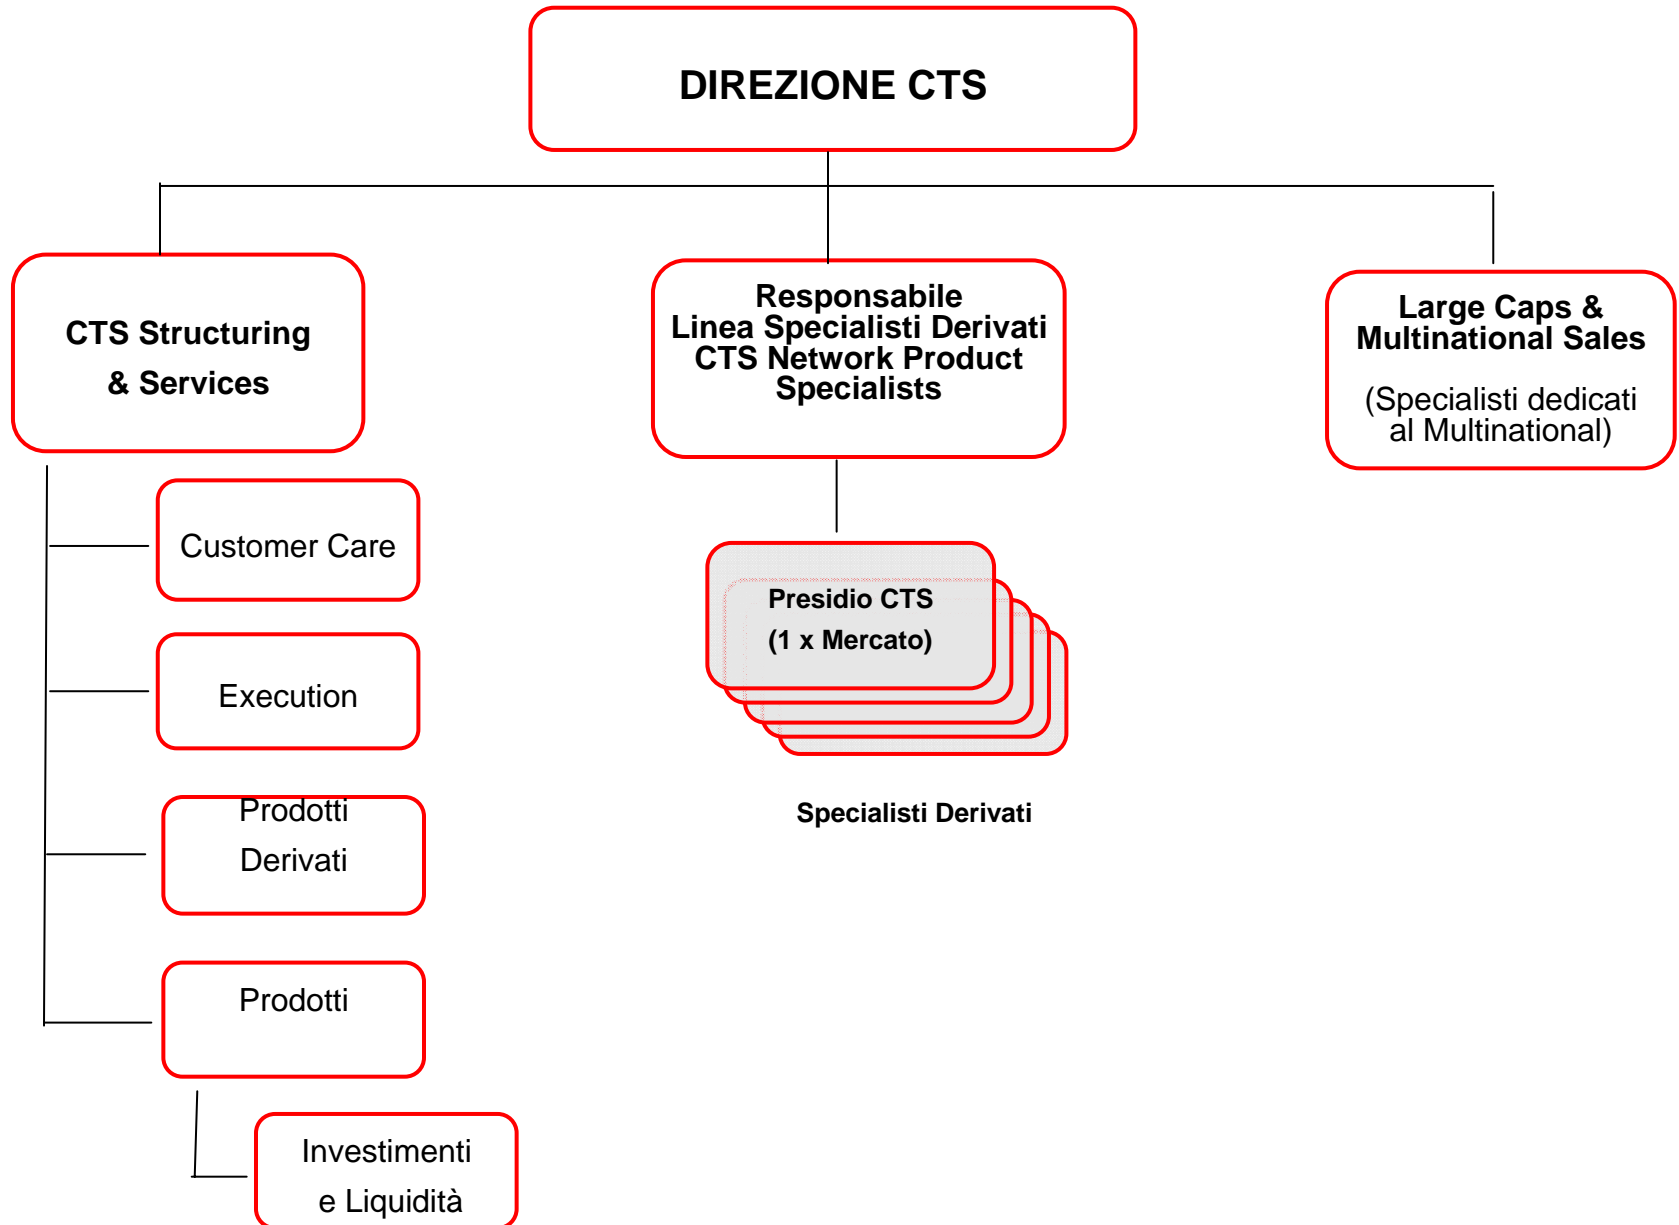 DIREZIONE CTS
CTS Structuring
& Services
Responsabile
Linea Specialisti Derivati
CTS Network Product
Specialists
Large Caps &
Multinational Sales
(Specialisti dedicati
al Multinational)
Customer Care
Execution
Prodotti
Derivati
Prodotti
Investimenti
e Liquidità
Presidio CTS
(1 x Mercato)
Specialisti Derivati